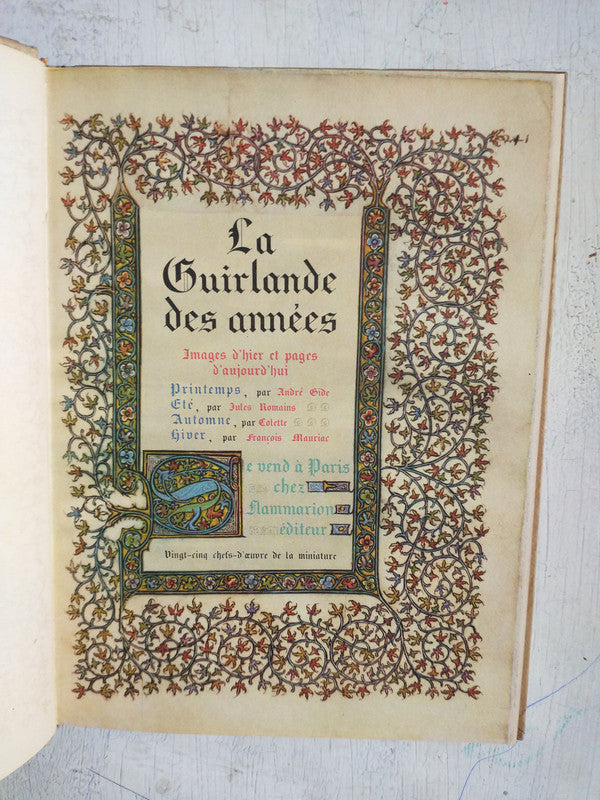 La
Guirlande
des années
Images d'hier et pages
d'aujourd'hui
Printemps, par André Gide
Eté, par Jules Romains
Automne, par Colette
Hiver, par François Mauriac
Se vend à Paris
chez
Flammarion
éditeur
Vingt-cinq chefs-d'œuvre de la miniature